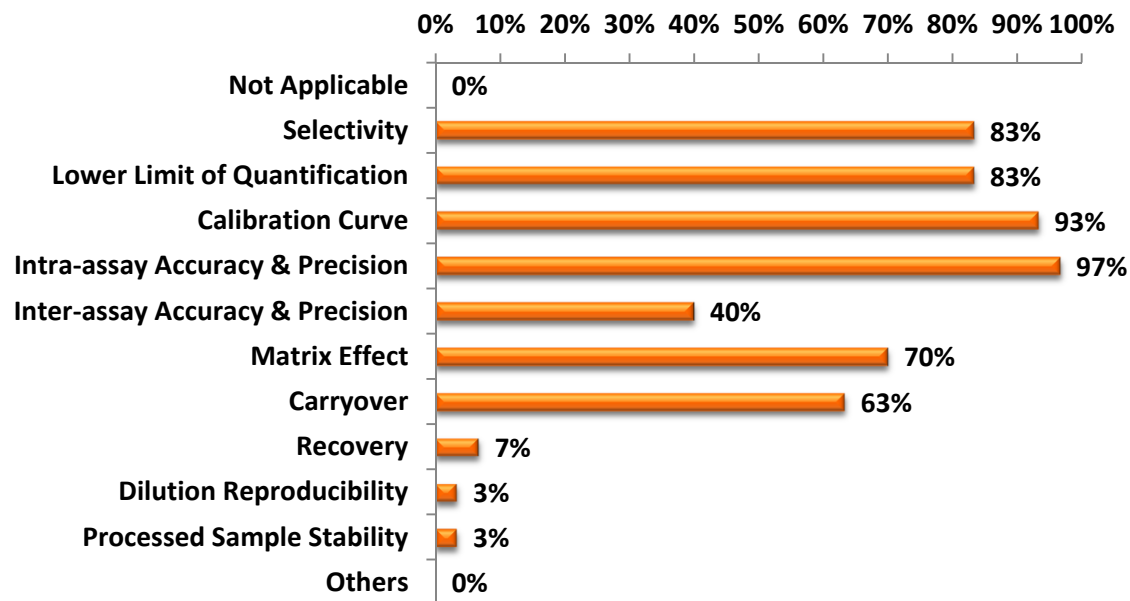 0% 10% 20% 30% 40% 50% 60% 70% 80% 90% 100%
Not Applicable 0%
Selectivity 83%
Lower Limit of Quantification 83%
Calibration Curve 93%
Intra-assay Accuracy & Precision 97%
Inter-assay Accuracy & Precision 40%
Matrix Effect 70%
Carryover 63%
Recovery 7%
Dilution Reproducibility 3%
Processed Sample Stability 3%
Others 0%